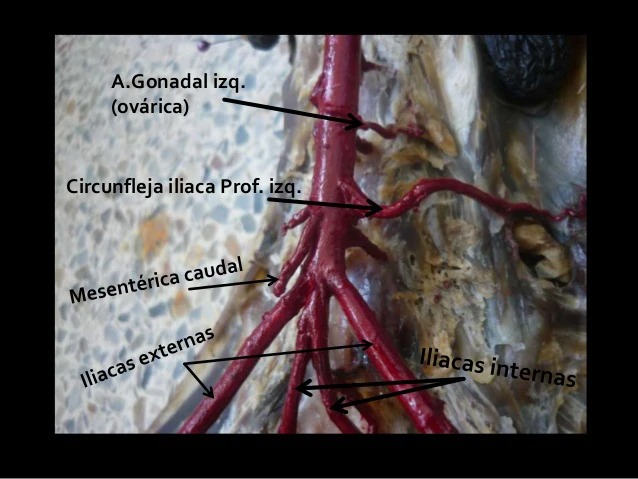 A.Gonadal izq.
(ovárica)
Circunfleja iliaca Prof. izq.
Mesentérica caudal
Iliacas externas
Iliacas internas